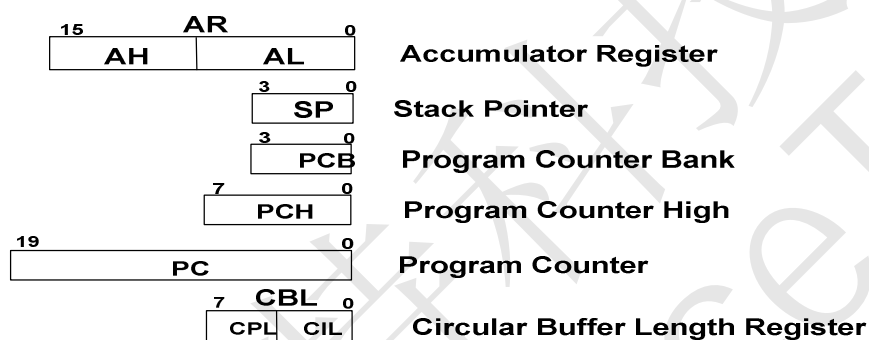 AR
15 0
AH AL Accumulator Register
3 0
SP Stack Pointer
3 0
PCB Program Counter Bank
7 0
PCH Program Counter High
19 0
PC Program Counter
CBL
7 0
CPL CIL Circular Buffer Length Register